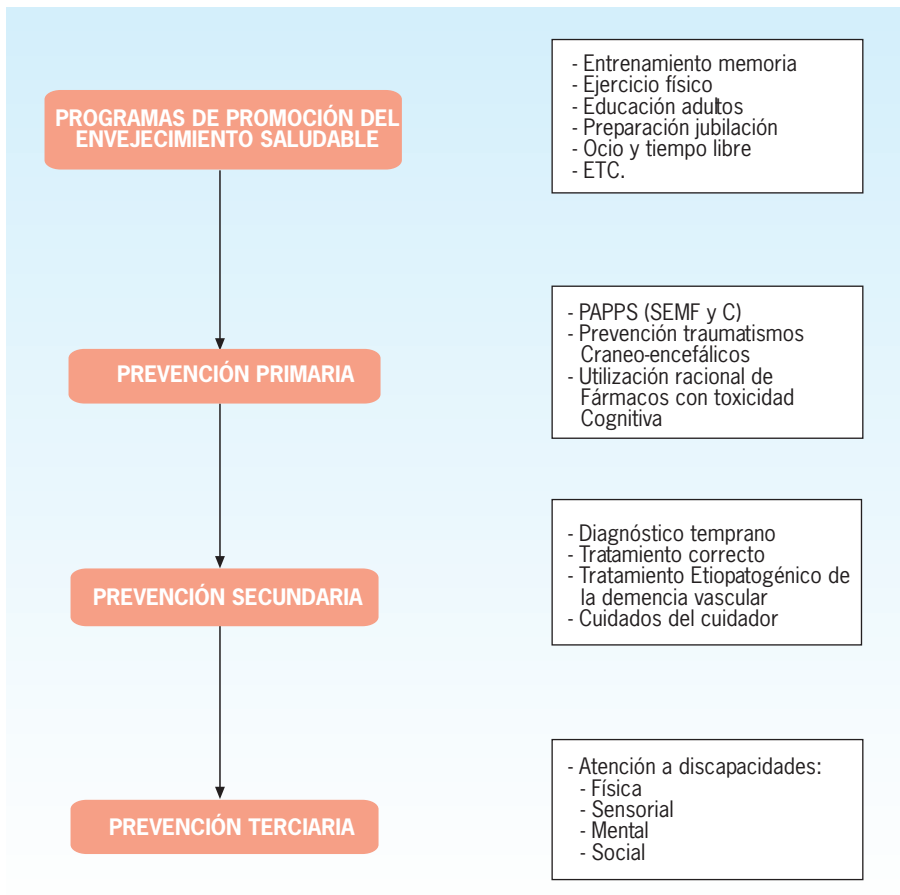 PROGRAMAS DE PROMOCIÓN DEL
ENVEJECIMIENTO SALUDABLE
- Entrenamiento memoria
- Ejercicio físico
- Educación adultos
- Preparación jubilación
- Ocio y tiempo libre
- ETC.
PREVENCIÓN PRIMARIA
- PAPPS (SEMF y C)
- Prevención traumatismos
Craneo-encefálicos
- Utilización racional de
Fármacos con toxicidad
Cognitiva
PREVENCIÓN SECUNDARIA
- Diagnóstico temprano
- Tratamiento correcto
- Tratamiento Etiopatogénico de
la demencia vascular
- Cuidados del cuidador
PREVENCIÓN TERCIARIA
- Atención a discapacidades:
- Física
- Sensorial
- Mental
- Social